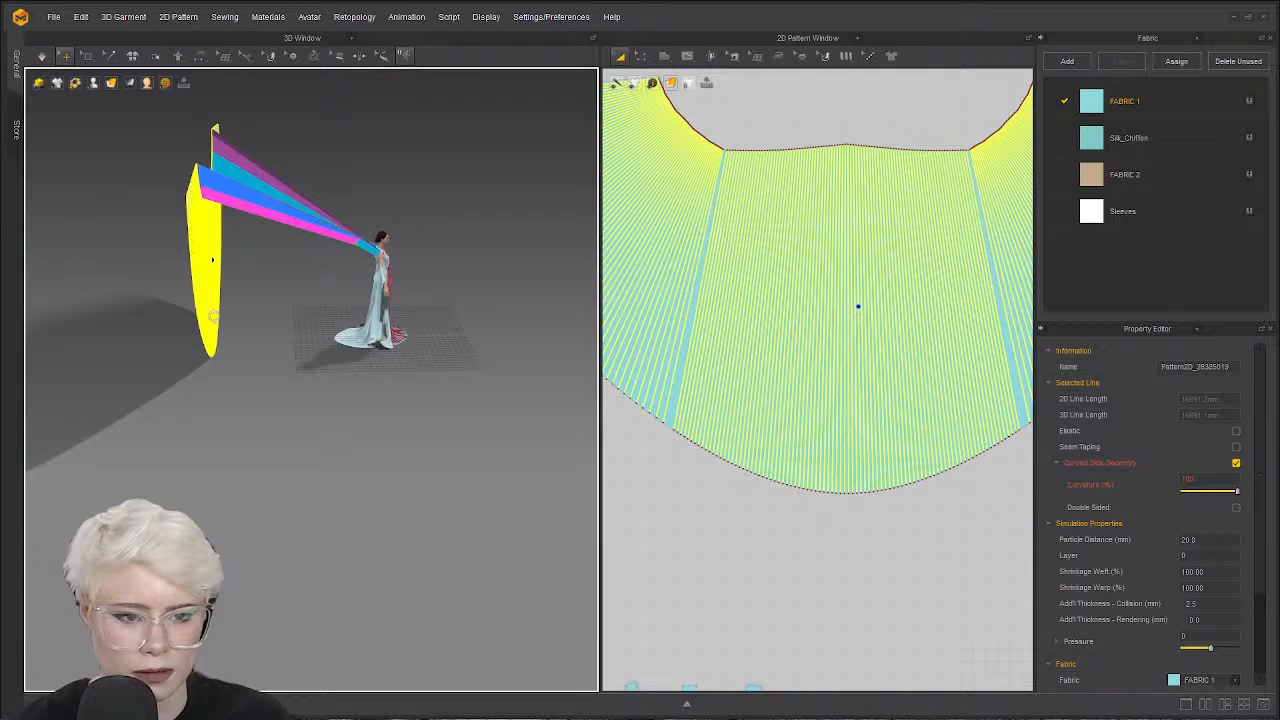 File Edit 3D Garment 2D Pattern Sewing Materials Avatar Retopology Animation Script Display Settings/Preferences Help
3D Window
2D Pattern Window
Fabric
General
Store
Add
Assign
Delete Unused
FABRIC 1
Silk_Chiffon
FABRIC 2
Sleeves
Property Editor
Information
Name Pattern2D_26385019
Selected Line
2D Line Length
3D Line Length
Elastic
Seam Taping
Curved Side Geometry
Curvature (%) 100
Double Sided
Simulation Properties
Particle Distance (mm) 20.0
Layer 0
Shrinkage Weft (%) 100.00
Shrinkage Warp (%) 100.00
Add'l Thickness - Collision (mm) 2.5
Add'l Thickness - Rendering (mm) 0.0
Pressure 0
Fabric
Fabric FABRIC 1